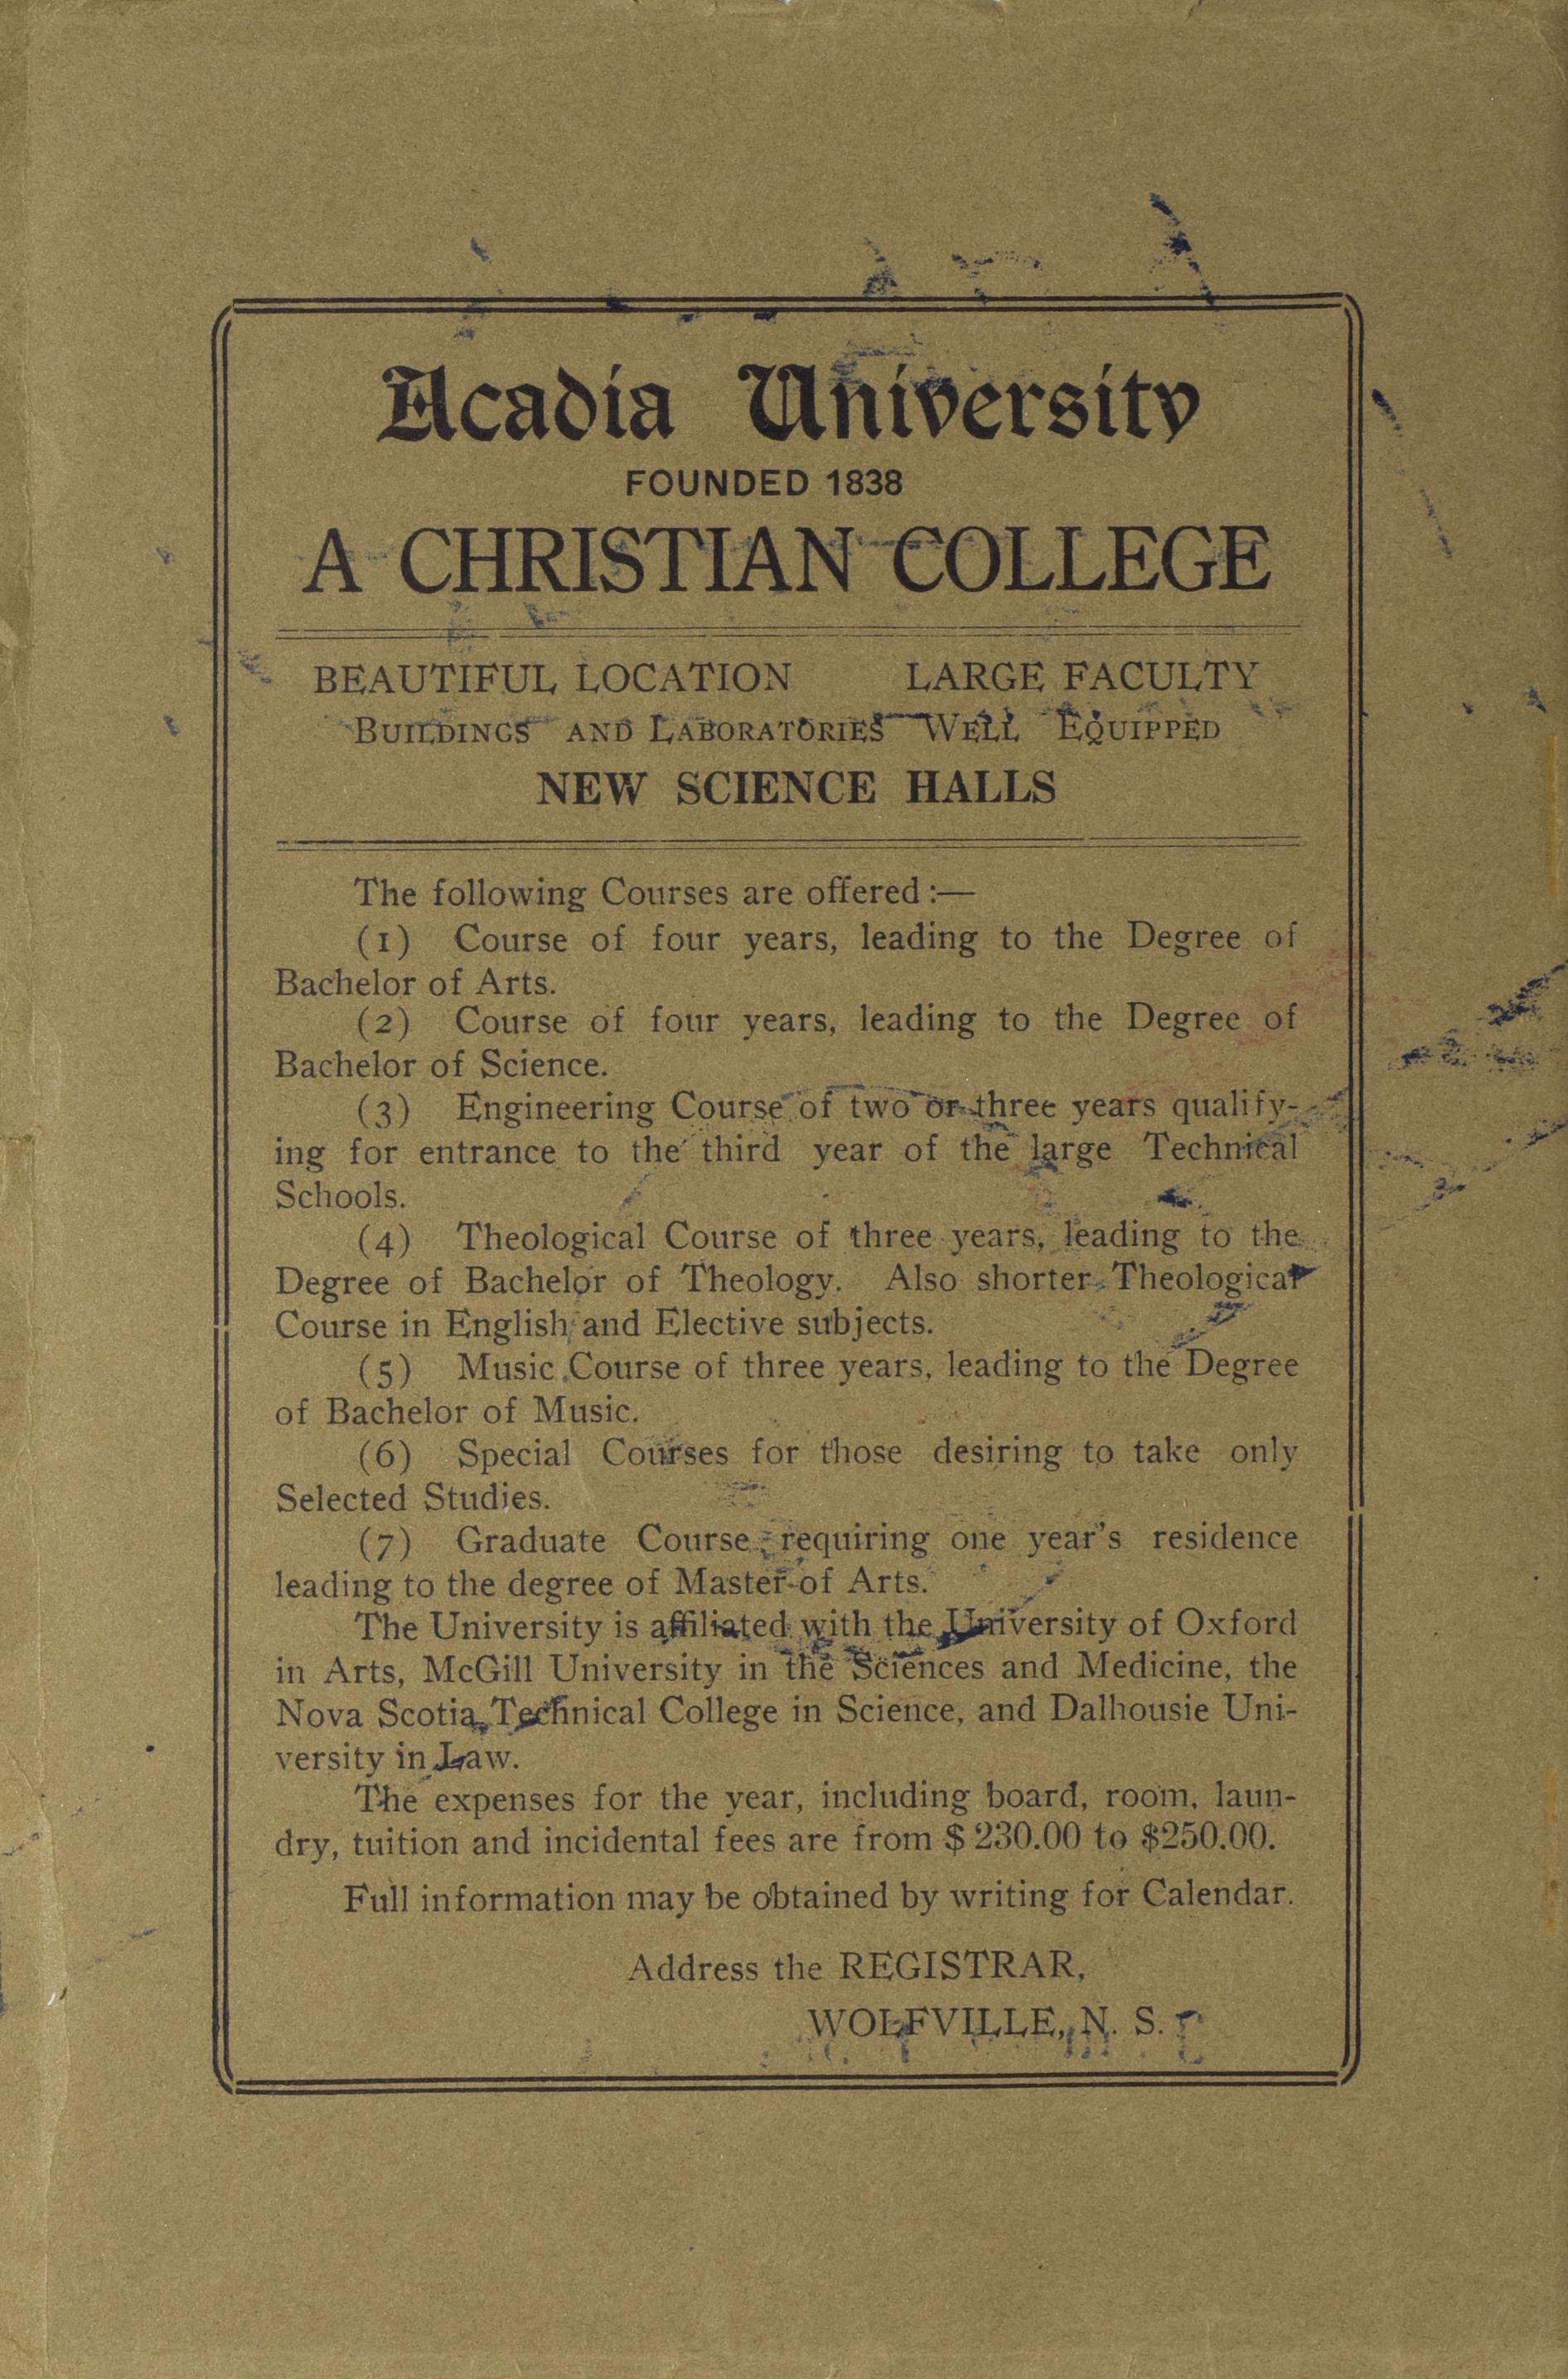 Acadia University
FOUNDED 1838
A CHRISTIAN COLLEGE
BEAUTIFUL LOCATION LARGE FACULTY
BUILDINGS AND LABORATORIES WELL EQUIPPED
NEW SCIENCE HALLS
The following Courses are offered:—
(1) Course of four years, leading to the Degree of
Bachelor of Arts.
(2) Course of four years, leading to the Degree of
Bachelor of Science.
(3) Engineering Course of two or three years qualify-
ing for entrance to the third year of the large Technical
Schools.
(4) Theological Course of three years, leading to the
Degree of Bachelor of Theology. Also shorter Theological
Course in English and Elective subjects.
(5) Music Course of three years, leading to the Degree
of Bachelor of Music.
(6) Special Courses for those desiring to take only
Selected Studies.
(7) Graduate Course requiring one year's residence
leading to the degree of Master of Arts.
The University is affiliated with the University of Oxford
in Arts, McGill University in the Sciences and Medicine, the
Nova Scotia Technical College in Science, and Dalhousie Uni-
versity in Law.
The expenses for the year, including board, room, laun-
dry, tuition and incidental fees are from $230.00 to $250.00.
Full information may be obtained by writing for Calendar.
Address the REGISTRAR,
WOLFVILLE, N. S.